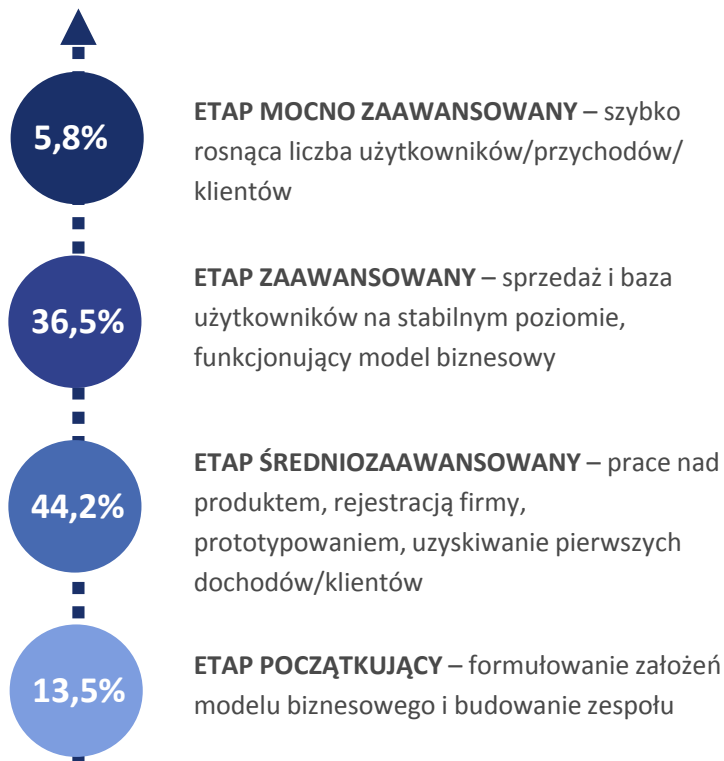 5,8%
ETAP MOCNO ZAAWANSOWANY – szybko
rosnąca liczba użytkowników/przychodów/
klientów
36,5%
ETAP ZAAWANSOWANY – sprzedaż i baza
użytkowników na stabilnym poziomie,
funkcjonujący model biznesowy
44,2%
ETAP ŚREDNIOZAAWANSOWANY – prace nad
produktem, rejestracją firmy,
prototypowaniem, uzyskiwanie pierwszych
dochodów/klientów
13,5%
ETAP POCZĄTKUJĄCY – formułowanie założeń
modelu biznesowego i budowanie zespołu